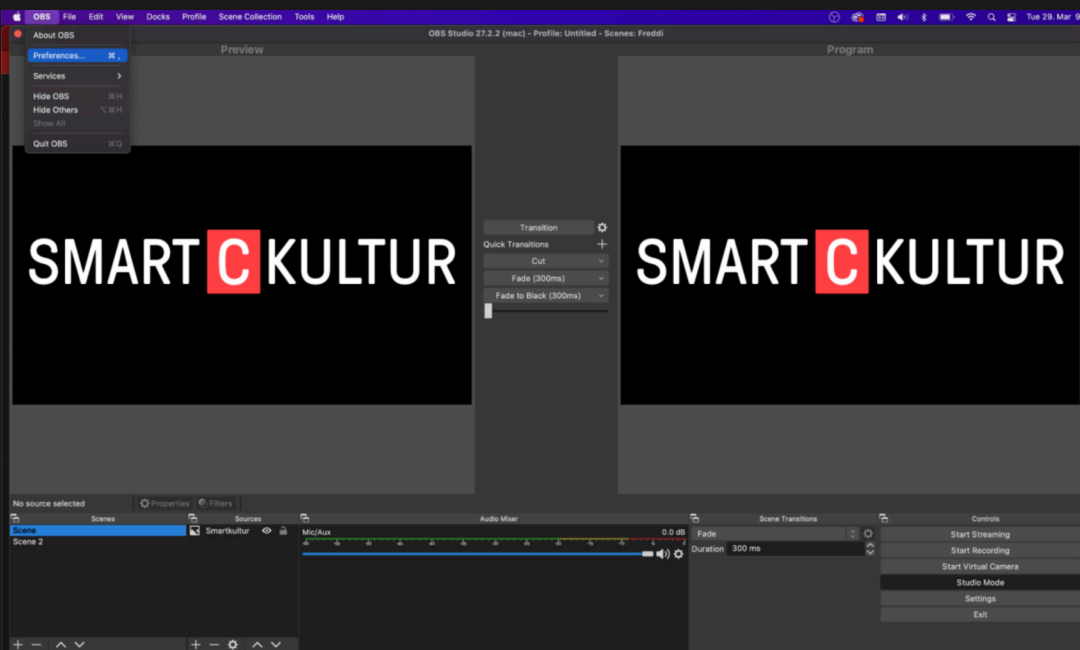 OBS File Edit View Docks Profile Scene Collection Tools Help
Tue 29. Mar 9
About OBS
Preferences... ⌘ ,
Services
Hide OBS ⌘H
Hide Others ⌥⌘H
Show All
Quit OBS ⌘Q
OBS Studio 27.2.2 (mac) - Profile: Untitled - Scenes: Freddi
Preview
Program
SMART C KULTUR
Transition
Quick Transitions
Cut
Fade (300ms)
Fade to Black (300ms)
SMART C KULTUR
No source selected
Properties
Filters
Scenes
Scene
Scene 2
Sources
Smartkultur
Audio Mixer
Mic/Aux 0.0 dB
Scene Transitions
Fade
Duration 300 ms
Controls
Start Streaming
Start Recording
Start Virtual Camera
Studio Mode
Settings
Exit